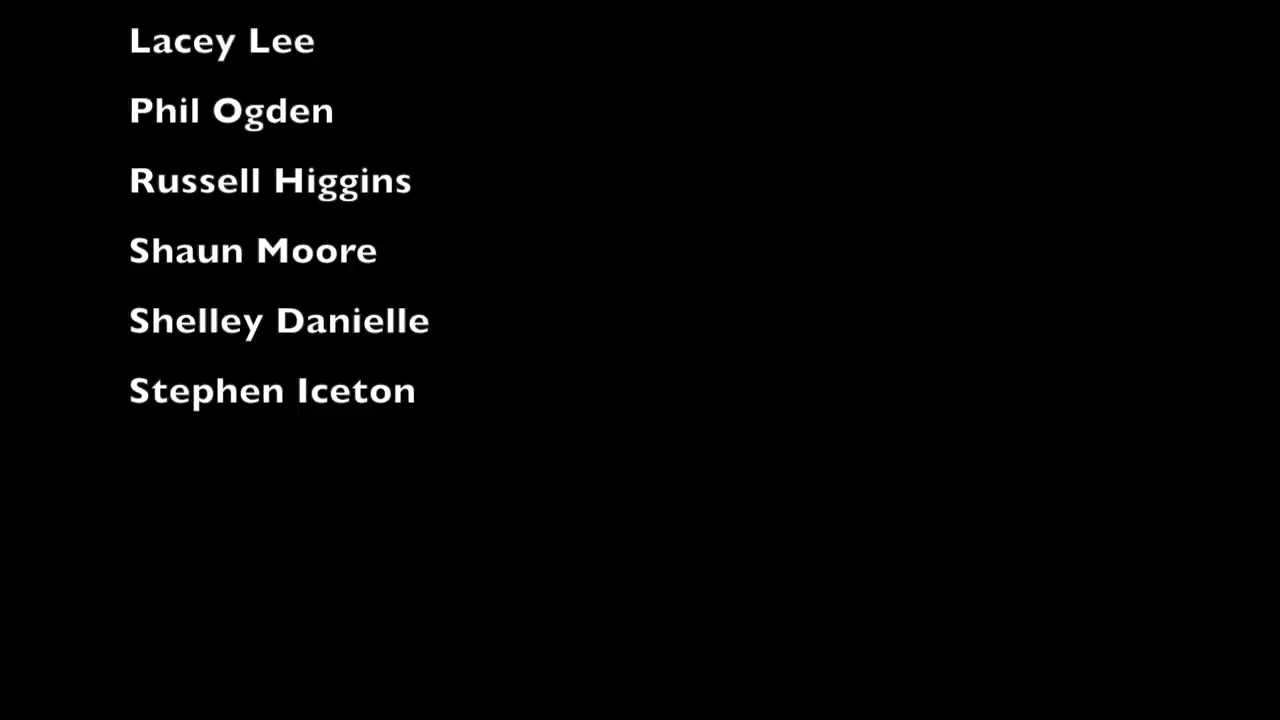 Lacey Lee
Phil Ogden
Russell Higgins
Shaun Moore
Shelley Danielle
Stephen Iceton